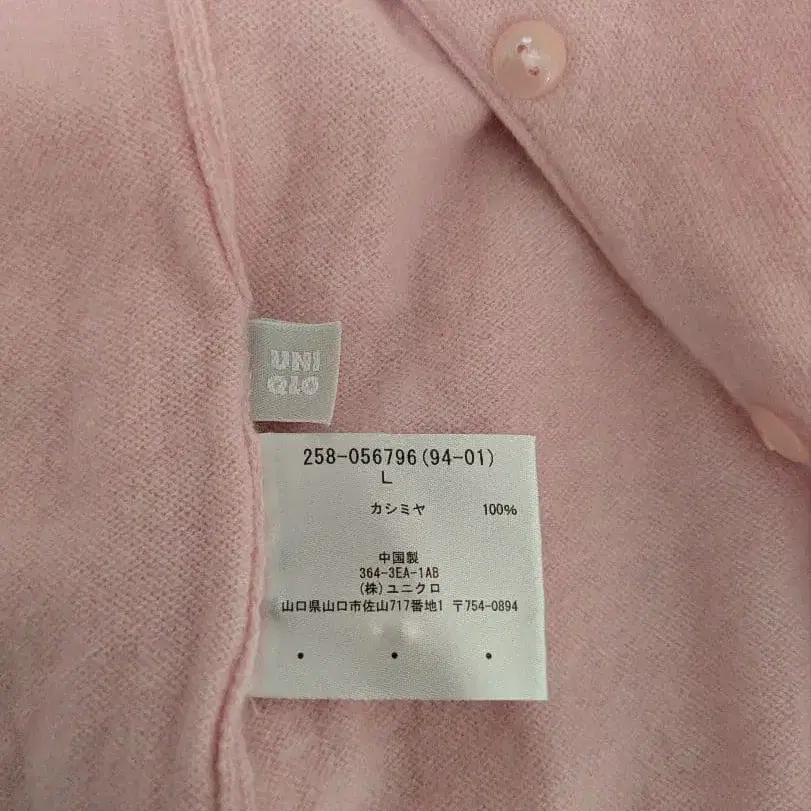 UNI
QLO
258-056796(94-01)
L
カシミヤ 100%
中国製
364-3EA-1AB
(株)ユニクロ
山口県山口市佐山717番地1 〒754-0894